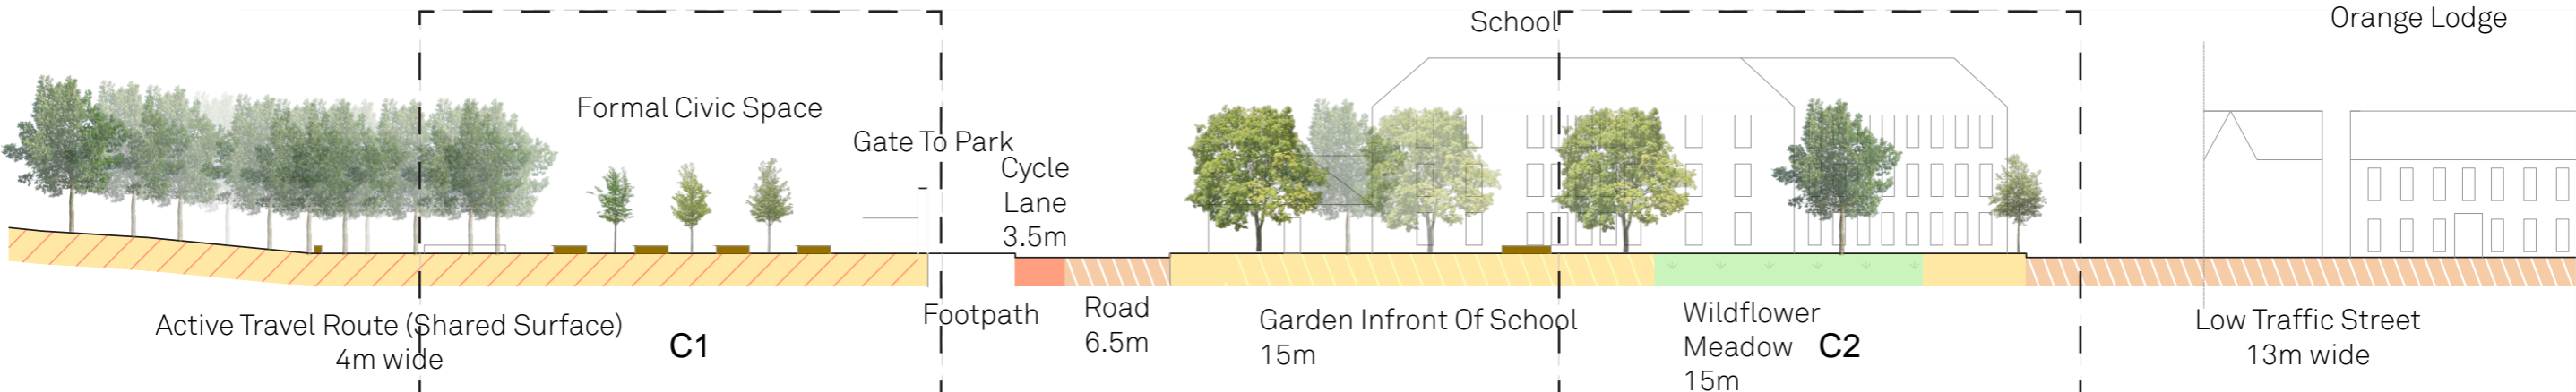 School
Orange Lodge
Formal Civic Space
Gate To Park
Cycle
Lane
3.5m
Active Travel Route (Shared Surface)
4m wide
C1
Footpath
Road
6.5m
Garden Infront Of School
15m
Wildflower
Meadow
15m
C2
Low Traffic Street
13m wide